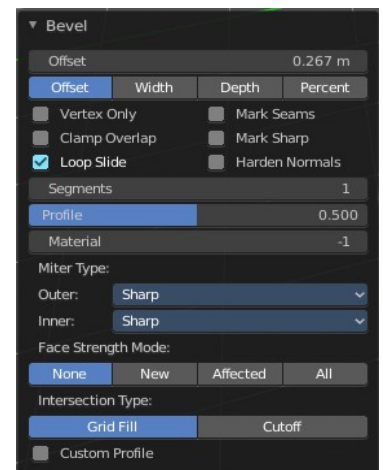 Bevel
Offset 0.267 m
Offset Width Depth Percent
Vertex Only Mark Seams
Clamp Overlap Mark Sharp
Loop Slide Harden Normals
Segments 1
Profile 0.500
Material -1
Miter Type:
Outer: Sharp
Inner: Sharp
Face Strength Mode:
None New Affected All
Intersection Type:
Grid Fill Cutoff
Custom Profile